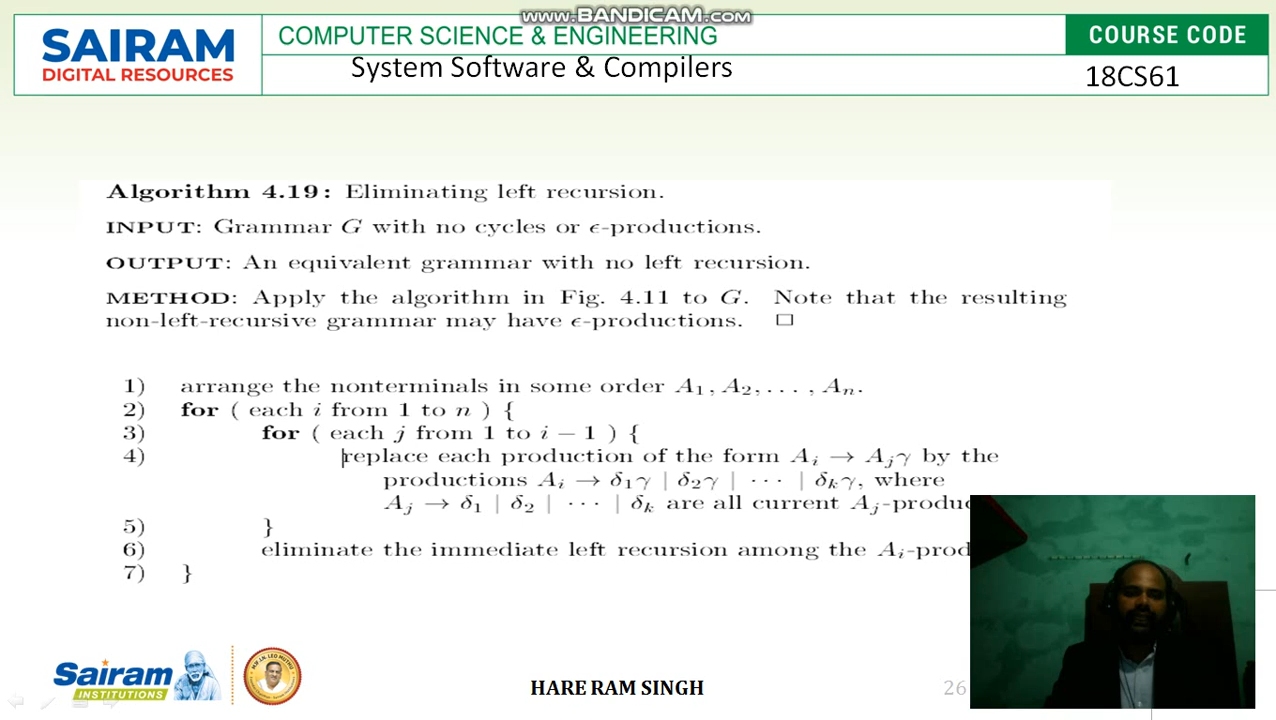 www.BANDICAM.com
SAIRAM
DIGITAL RESOURCES
COMPUTER SCIENCE & ENGINEERING
COURSE CODE
System Software & Compilers
18CS61
Algorithm 4.19: Eliminating left recursion.
INPUT: Grammar G with no cycles or ϵ-productions.
OUTPUT: An equivalent grammar with no left recursion.
METHOD: Apply the algorithm in Fig. 4.11 to G. Note that the resulting
non-left-recursive grammar may have ϵ-productions. □
1) arrange the nonterminals in some order A₁, A₂, . . . , Aₙ.
2) for ( each i from 1 to n ) {
3) for ( each j from 1 to i − 1 ) {
4) replace each production of the form Aᵢ → Aⱼγ by the
productions Aᵢ → δ₁γ | δ₂γ | ··· | δₖγ, where
Aⱼ → δ₁ | δ₂ | ··· | δₖ are all current Aⱼ-produc
5) }
6) eliminate the immediate left recursion among the Aᵢ-prod
7) }
Sairam
INSTITUTIONS
HARE RAM SINGH
26